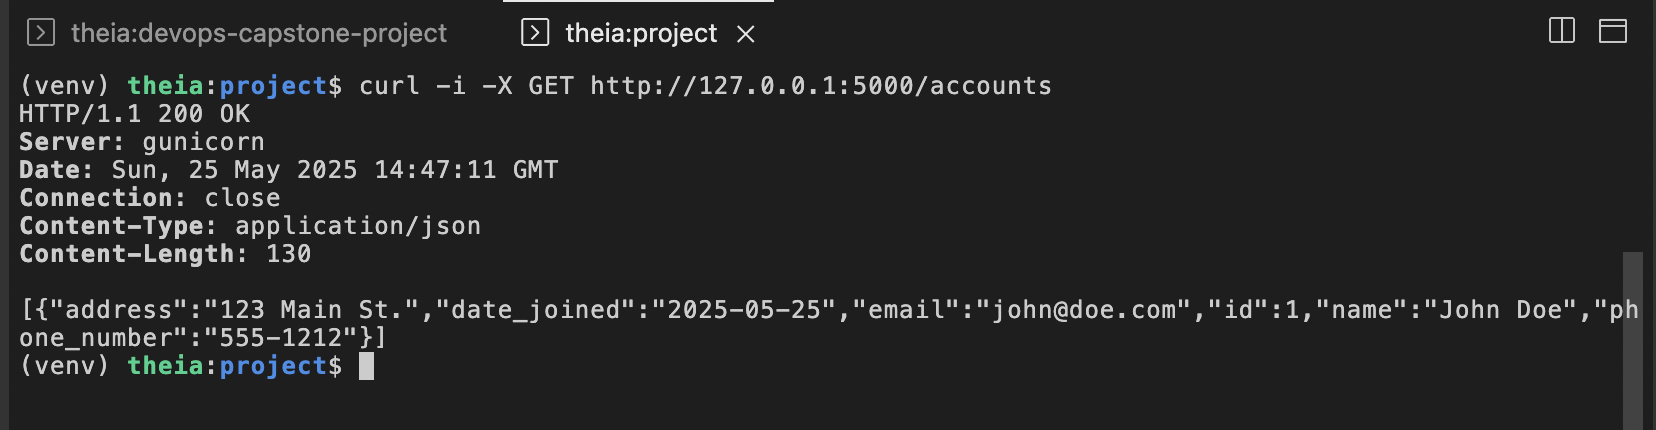 theia:devops-capstone-project theia:project
(venv) theia:project$ curl -i -X GET http://127.0.0.1:5000/accounts
HTTP/1.1 200 OK
Server: gunicorn
Date: Sun, 25 May 2025 14:47:11 GMT
Connection: close
Content-Type: application/json
Content-Length: 130
[{"address":"123 Main St.","date_joined":"2025-05-25","email":"john@doe.com","id":1,"name":"John Doe","ph
one_number":"555-1212"}]
(venv) theia:project$